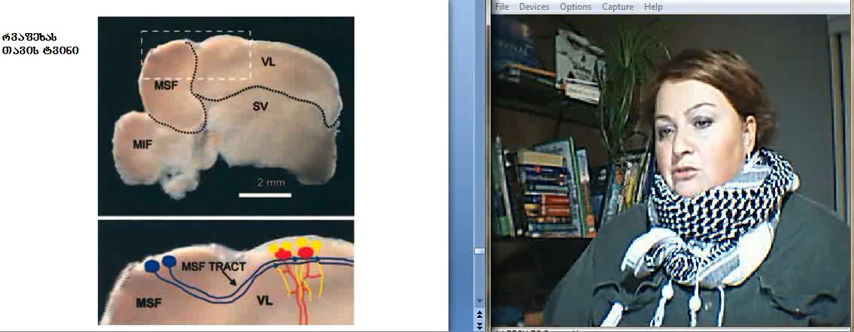 რვაფეხას
თავის ტვინი
VL
MSF
SV
MIF
2 mm
MSF TRACT
MSF
VL
File Devices Options Capture Help